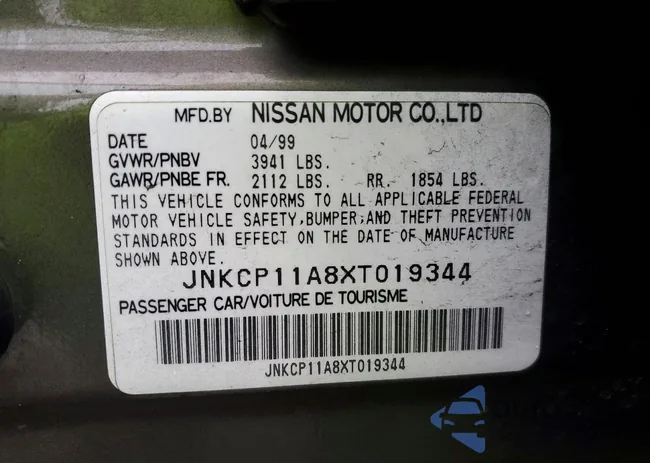 MFD.BY NISSAN MOTOR CO.,LTD
DATE 04/99
GVWR/PNBV 3941 LBS.
GAWR/PNBE FR. 2112 LBS. RR. 1854 LBS.
THIS VEHICLE CONFORMS TO ALL APPLICABLE FEDERAL
MOTOR VEHICLE SAFETY, BUMPER, AND THEFT PREVENTION
STANDARDS IN EFFECT ON THE DATE OF MANUFACTURE
SHOWN ABOVE.
JNKCP11A8XT019344
PASSENGER CAR/VOITURE DE TOURISME
JNKCP11A8XT019344